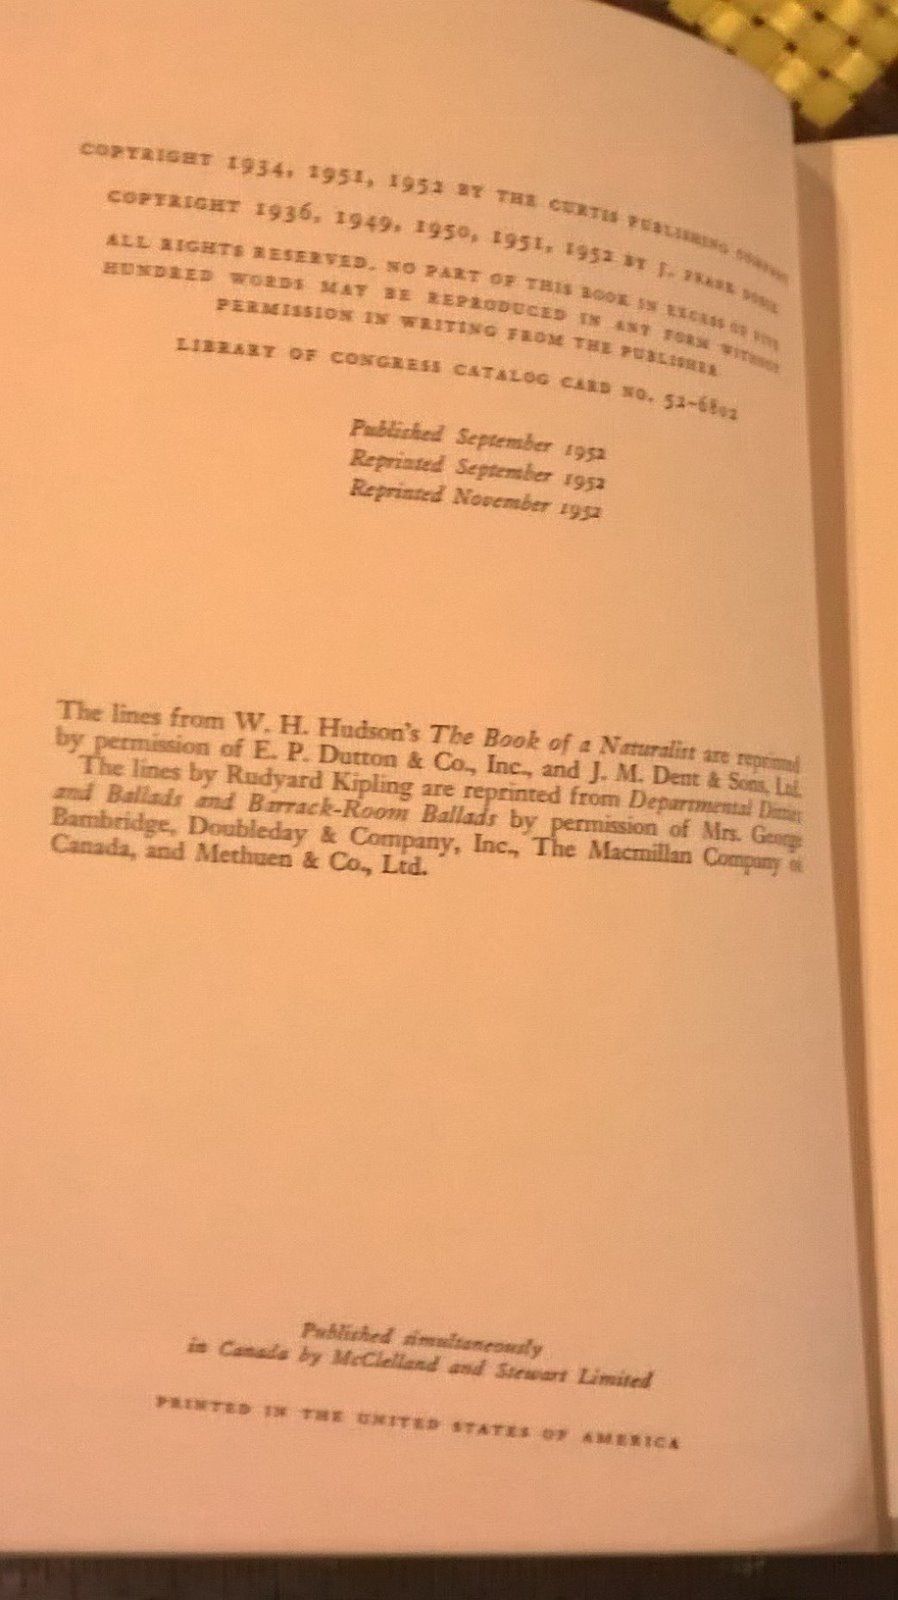 COPYRIGHT 1934, 1951, 1952 BY THE CURTIS PUBLISHING COMPANY
COPYRIGHT 1936, 1949, 1950, 1951, 1952 BY J. FRANK DOBIE
ALL RIGHTS RESERVED. NO PART OF THIS BOOK IN EXCESS OF FIVE
HUNDRED WORDS MAY BE REPRODUCED IN ANY FORM WITHOUT
PERMISSION IN WRITING FROM THE PUBLISHER
LIBRARY OF CONGRESS CATALOG CARD NO. 52-6802
Published September 1952
Reprinted September 1952
Reprinted November 1952
The lines from W. H. Hudson's The Book of a Naturalist are reprinted
by permission of E. P. Dutton & Co., Inc., and J. M. Dent & Sons, Ltd.
The lines by Rudyard Kipling are reprinted from Departmental Ditties
and Ballads and Barrack-Room Ballads by permission of Mrs. George
Bambridge, Doubleday & Company, Inc., The Macmillan Company of
Canada, and Methuen & Co., Ltd.
Published simultaneously
in Canada by McClelland and Stewart Limited
PRINTED IN THE UNITED STATES OF AMERICA